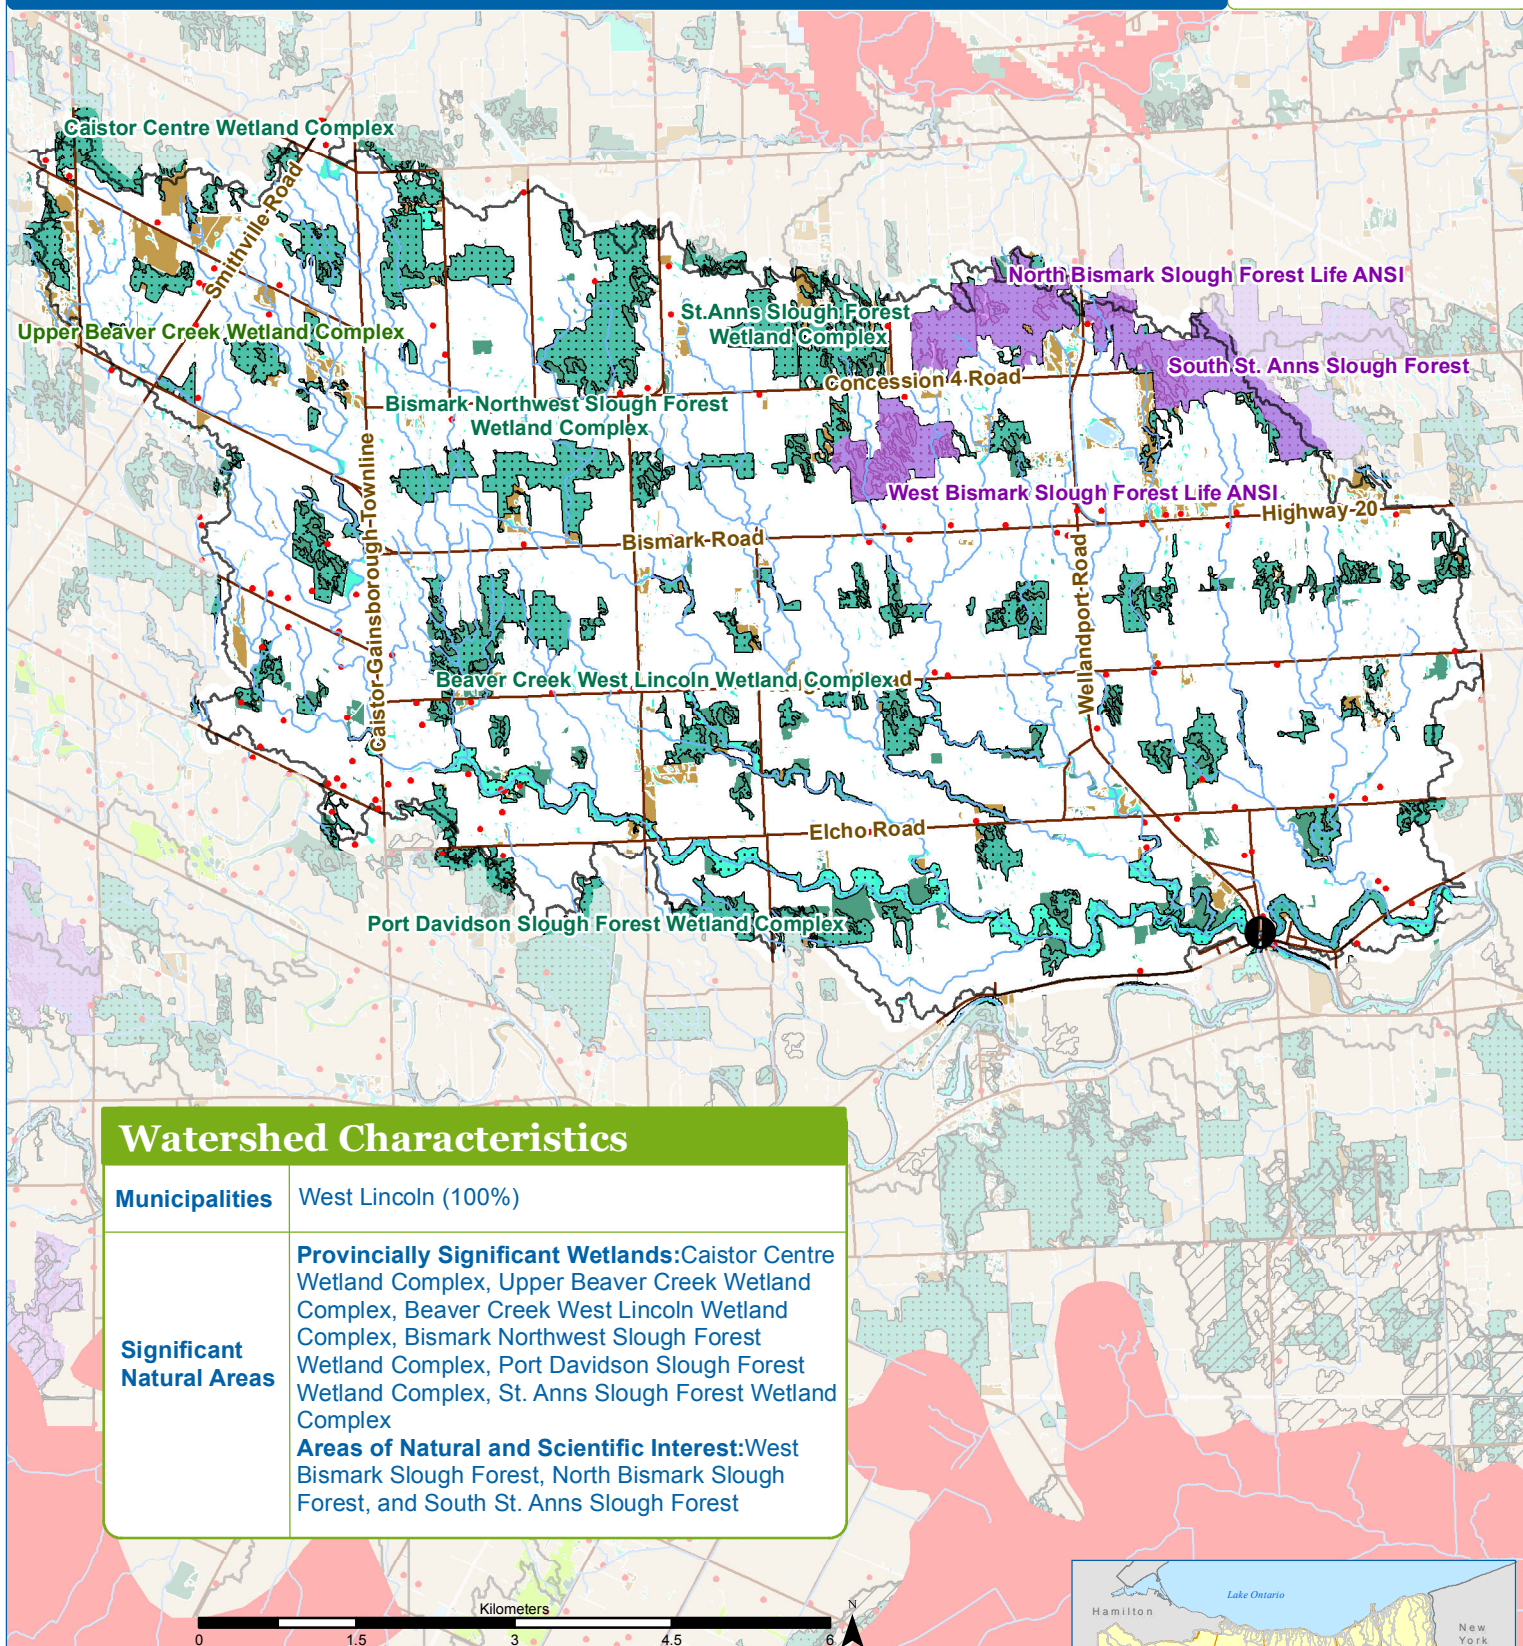 Caistor Centre Wetland Complex
Smithville Road
North Bismark Slough Forest Life ANSI
St.Anns Slough Forest
Wetland Complex
Upper Beaver Creek Wetland Complex
South St. Anns Slough Forest
Concession 4 Road
Bismark Northwest Slough Forest
Wetland Complex
West Bismark Slough Forest Life ANSI
Highway 20
Bismark Road
Caistor-Gainsborough Townline
Wellandport Road
Beaver Creek West Lincoln Wetland Complex
Elcho Road
Port Davidson Slough Forest Wetland Complex
Watershed Characteristics
Municipalities
West Lincoln (100%)
Significant
Natural Areas
Provincially Significant Wetlands:Caistor Centre
Wetland Complex, Upper Beaver Creek Wetland
Complex, Beaver Creek West Lincoln Wetland
Complex, Bismark Northwest Slough Forest
Wetland Complex, Port Davidson Slough Forest
Wetland Complex, St. Anns Slough Forest Wetland
Complex
Areas of Natural and Scientific Interest:West
Bismark Slough Forest, North Bismark Slough
Forest, and South St. Anns Slough Forest
Kilometers
0 1.5 3 4.5 6
N
Lake Ontario
Hamilton
New
York